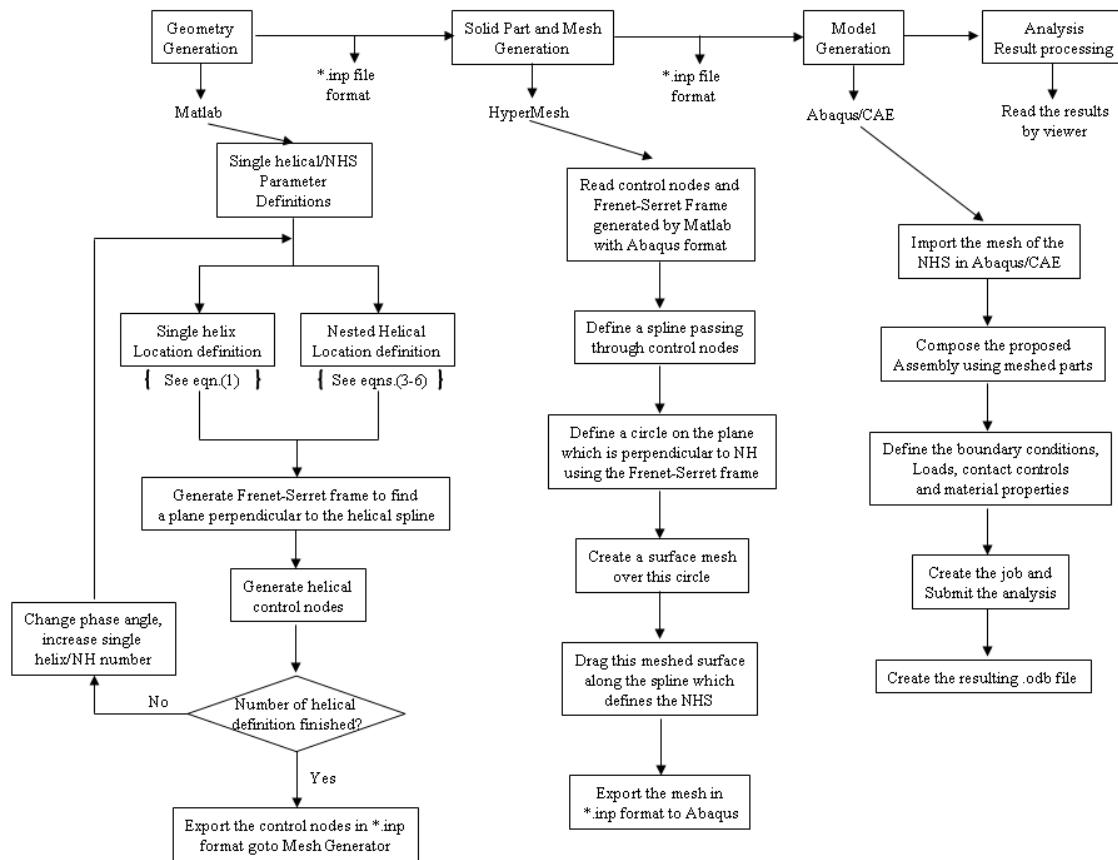 Geometry
Generation
*.inp file
format
Solid Part and Mesh
Generation
*.inp file
format
Model
Generation
Analysis
Result processing
Matlab
HyperMesh
Abaqus/CAE
Read the results
by viewer
Single helical/NHS
Parameter
Definitions
Single helix
Location definition
{ See eqn.(1) }
Nested Helical
Location definition
{ See eqns.(3-6) }
Generate Frenet-Serret frame to find
a plane perpendicular to the helical spline
Generate helical
control nodes
Change phase angle,
increase single
helix/NH number
No
Number of helical
definition finished?
Yes
Export the control nodes in *.inp
format goto Mesh Generator
Read control nodes and
Frenet-Serret Frame
generated by Matlab
with Abaqus format
Define a spline passing
through control nodes
Define a circle on the plane
which is perpendicular to NH
using the Frenet-Serret frame
Create a surface mesh
over this circle
Drag this meshed surface
along the spline which
defines the NHS
Export the mesh in
*.inp format to Abaqus
Import the mesh of the
NHS in Abaqus/CAE
Compose the proposed
Assembly using meshed parts
Define the boundary conditions,
Loads, contact controls
and material properties
Create the job and
Submit the analysis
Create the resulting .odb file